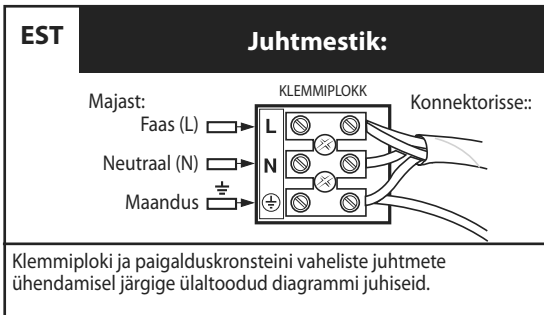 EST
Juhtmestik:
KLEMMIPLOKK
Majast:
Konnektorisse::
Faas (L)
L
Neutraal (N)
N
Maandus
Klemmiploki ja paigalduskronsteini vaheliste juhtmete
ühendamisel järgige ülaltoodud diagrammi juhiseid.